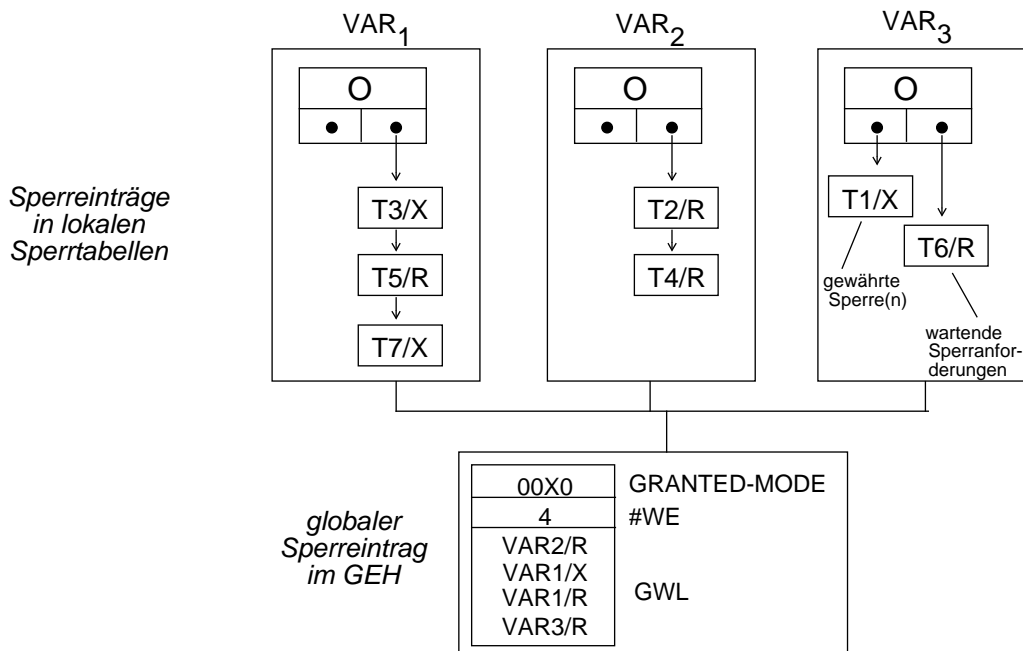 VAR1
VAR2
VAR3
O
O
O
Sperreinträge
in lokalen
Sperrtabellen
T3/X
T5/R
T7/X
T2/R
T4/R
T1/X
T6/R
gewährte
Sperre(n)
wartende
Sperranfor-
derungen
globaler
Sperreintrag
im GEH
00X0
GRANTED-MODE
4
#WE
VAR2/R
VAR1/X
VAR1/R
VAR3/R
GWL